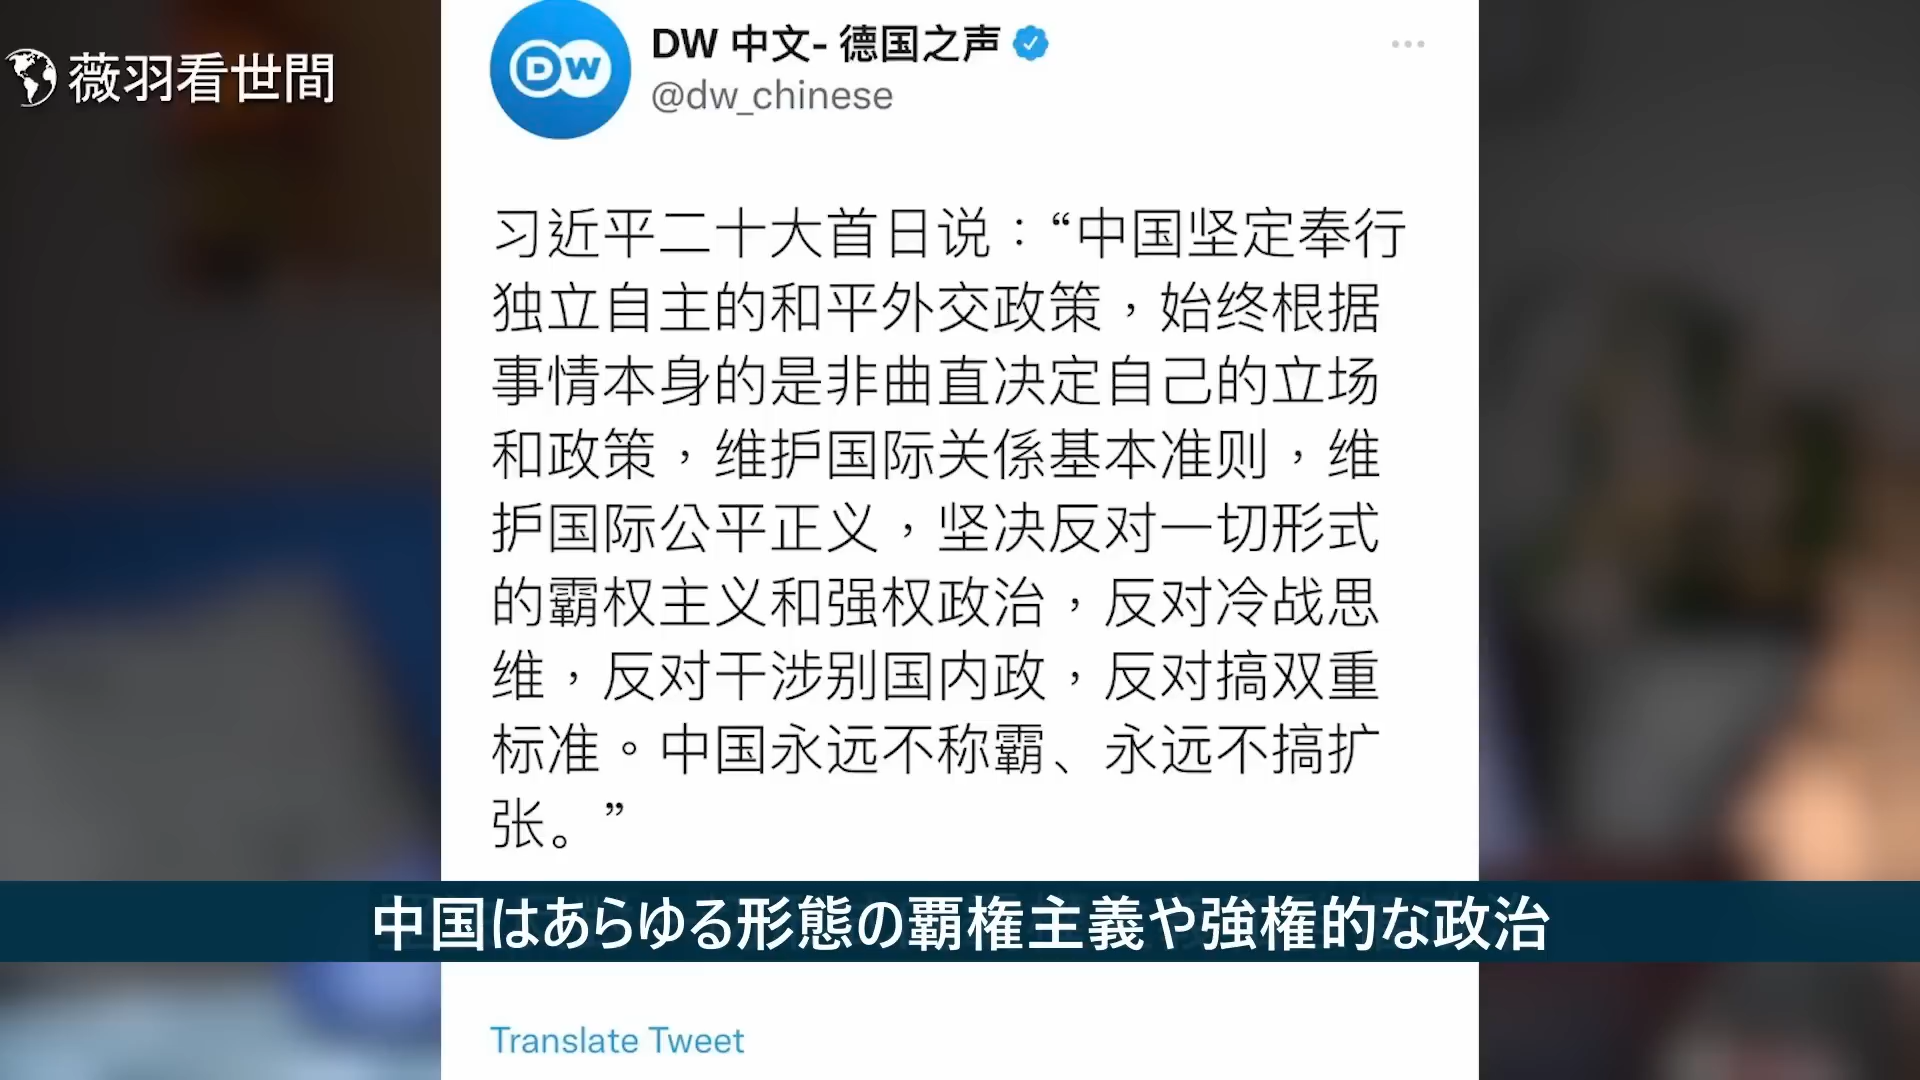 薇羽看世間
DW
DW 中文- 德国之声
@dw_chinese
习近平二十大首日说：“中国坚定奉行
独立自主的和平外交政策，始终根据
事情本身的是非曲直决定自己的立场
和政策，维护国际关係基本准则，维
护国际公平正义，坚决反对一切形式
的霸权主义和强权政治，反对冷战思
维，反对干涉别国内政，反对搞双重
标准。中国永远不称霸、永远不搞扩
张。”
中国はあらゆる形態の覇権主義や強権的な政治
Translate Tweet